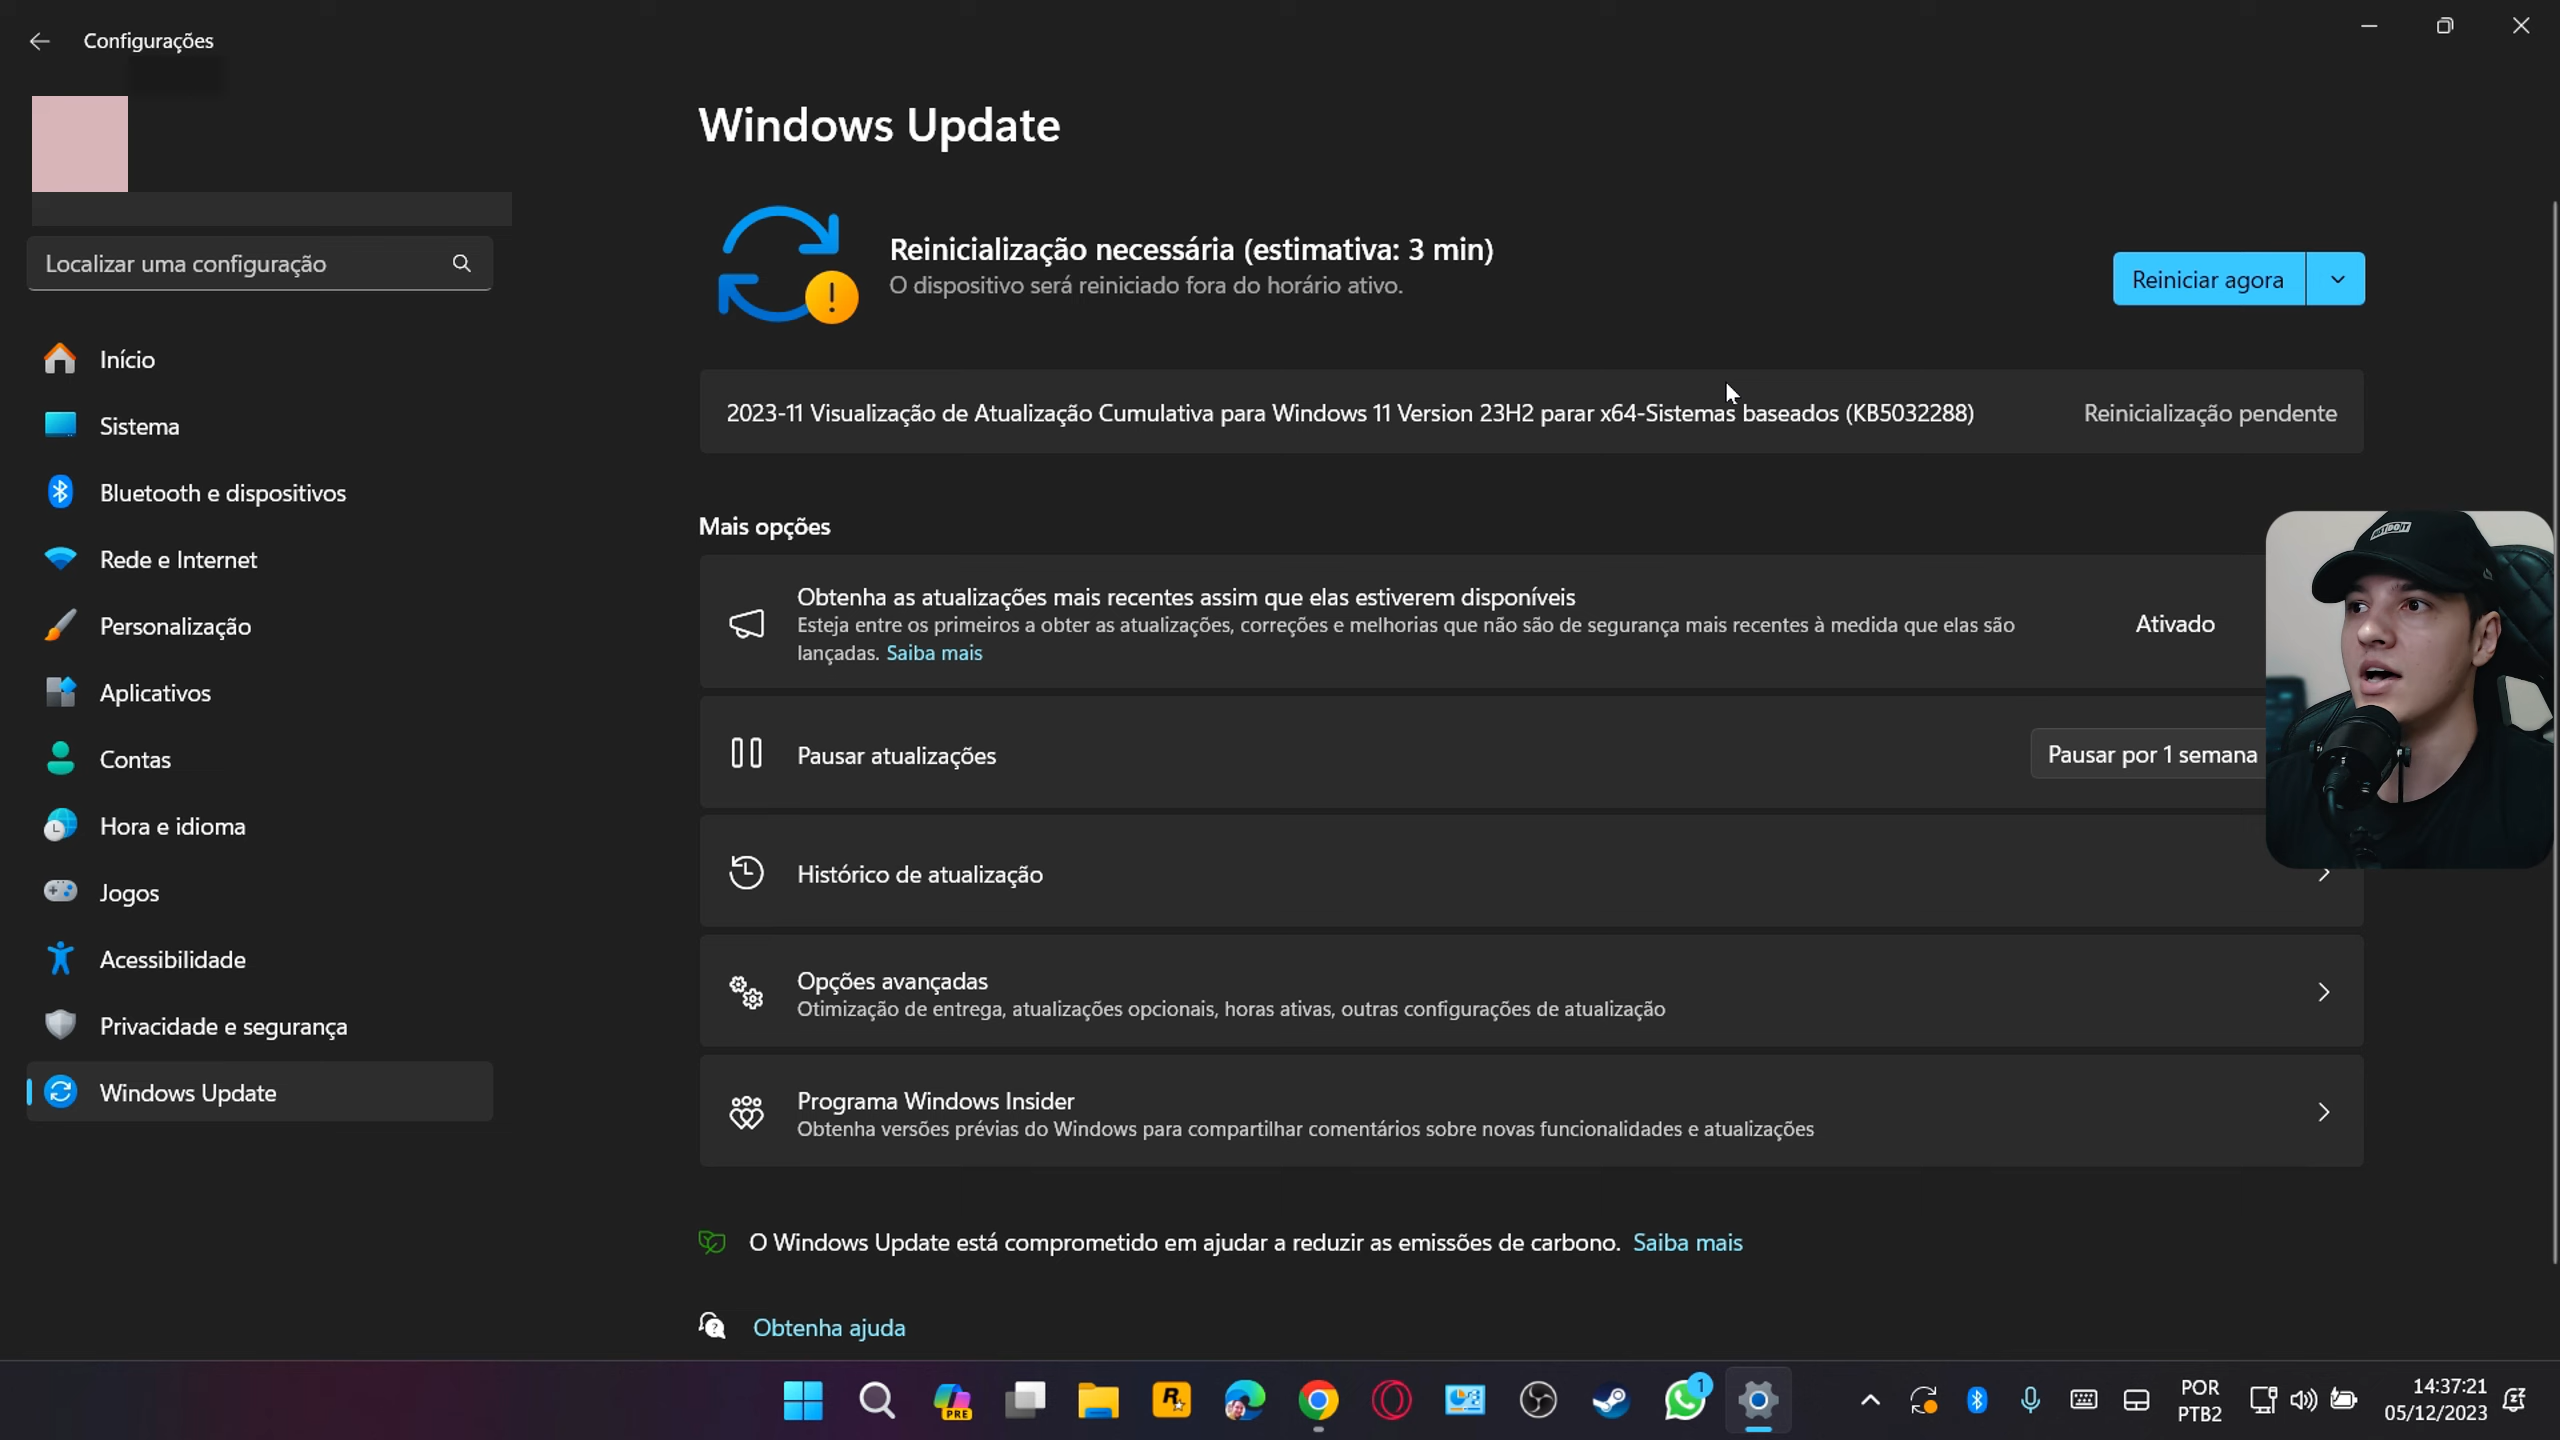 Configurações
Windows Update
Reinicialização necessária (estimativa: 3 min)
O dispositivo será reiniciado fora do horário ativo.
Reiniciar agora
Localizar uma configuração
Início
Sistema
Bluetooth e dispositivos
Rede e Internet
Personalização
Aplicativos
Contas
Hora e idioma
Jogos
Acessibilidade
Privacidade e segurança
Windows Update
2023-11 Visualização de Atualização Cumulativa para Windows 11 Version 23H2 parar x64-Sistemas baseados (KB5032288)
Reinicialização pendente
Mais opções
Obtenha as atualizações mais recentes assim que elas estiverem disponíveis
Esteja entre os primeiros a obter as atualizações, correções e melhorias que não são de segurança mais recentes à medida que elas são
lançadas. Saiba mais
Ativado
Pausar atualizações
Pausar por 1 semana
Histórico de atualização
Opções avançadas
Otimização de entrega, atualizações opcionais, horas ativas, outras configurações de atualização
Programa Windows Insider
Obtenha versões prévias do Windows para compartilhar comentários sobre novas funcionalidades e atualizações
O Windows Update está comprometido em ajudar a reduzir as emissões de carbono. Saiba mais
Obtenha ajuda
PRE
1
POR
PTB2
14:37:21
05/12/2023